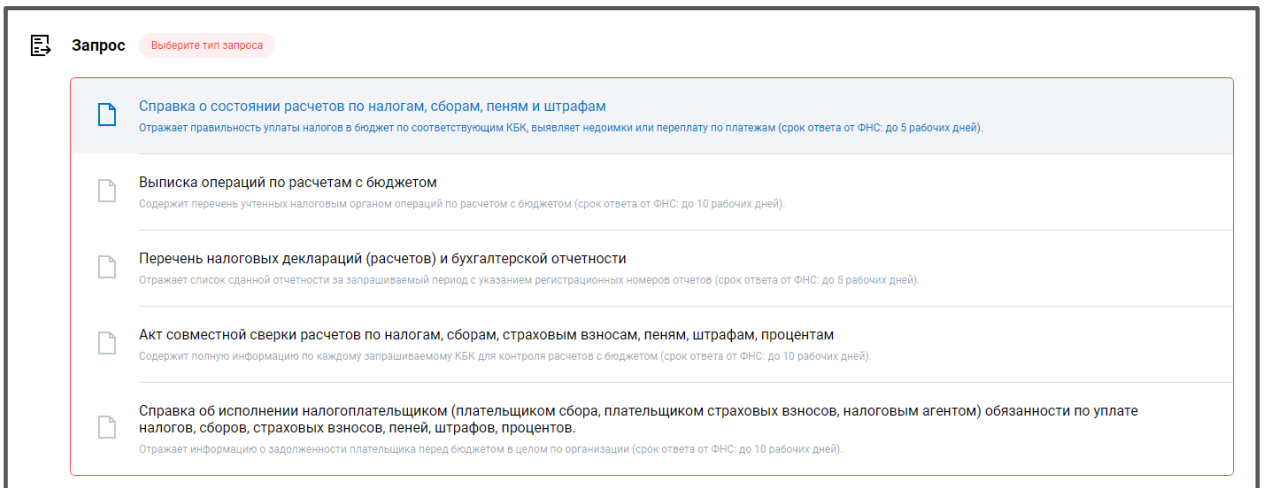 Запрос Выберите тип запроса
Справка о состоянии расчетов по налогам, сборам, пеням и штрафам
Отражает правильность уплаты налогов в бюджет по соответствующим КБК, выявляет недоимки или переплату по платежам (срок ответа от ФНС: до 5 рабочих дней).
Выписка операций по расчетам с бюджетом
Содержит перечень учтенных налоговым органом операций по расчетом с бюджетом (срок ответа от ФНС: до 10 рабочих дней).
Перечень налоговых деклараций (расчетов) и бухгалтерской отчетности
Отражает список сданной отчетности за запрашиваемый период с указанием регистрационных номеров отчетов (срок ответа от ФНС: до 5 рабочих дней).
Акт совместной сверки расчетов по налогам, сборам, страховым взносам, пеням, штрафам, процентам
Содержит полную информацию по каждому запрашиваемому КБК для контроля расчетов с бюджетом (срок ответа от ФНС: до 10 рабочих дней).
Справка об исполнении налогоплательщиком (плательщиком сбора, плательщиком страховых взносов, налоговым агентом) обязанности по уплате
налогов, сборов, страховых взносов, пеней, штрафов, процентов.
Отражает информацию о задолженности плательщика перед бюджетом в целом по организации (срок ответа от ФНС: до 10 рабочих дней).